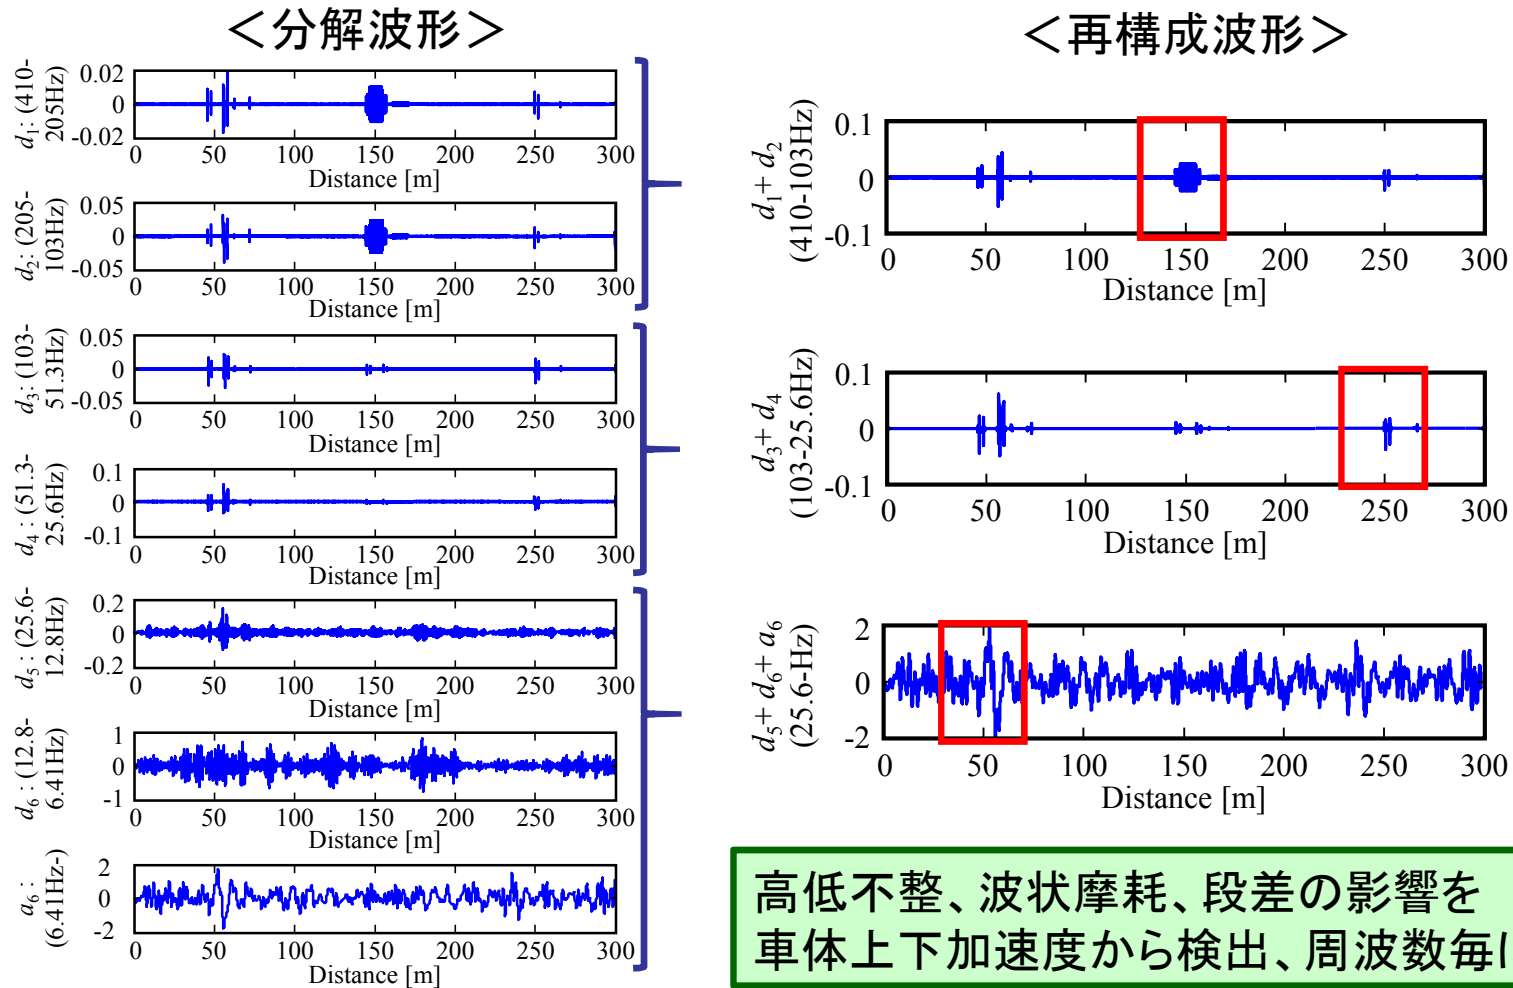 ＜分解波形＞
d1: (410-
205Hz)
0.02
0
-0.02
0 50 100 150 200 250 300
Distance [m]
d2: (205-
103Hz)
0.05
0
-0.05
0 50 100 150 200 250 300
Distance [m]
d3: (103-
51.3Hz)
0.05
0
-0.05
0 50 100 150 200 250 300
Distance [m]
d4 : (51.3-
25.6Hz)
0.1
0
-0.1
0 50 100 150 200 250 300
Distance [m]
d5 : (25.6-
12.8Hz)
0.2
0
-0.2
0 50 100 150 200 250 300
Distance [m]
d6 : (12.8-
6.41Hz)
1
0
-1
0 50 100 150 200 250 300
Distance [m]
a6 :
(6.41Hz-)
2
0
-2
0 50 100 150 200 250 300
Distance [m]
＜再構成波形＞
d1+ d2
(410-103Hz)
0.1
0
-0.1
0 50 100 150 200 250 300
Distance [m]
d3+ d4
(103-25.6Hz)
0.1
0
-0.1
0 50 100 150 200 250 300
Distance [m]
d5+ d6+ a6
(25.6-Hz)
2
0
-2
0 50 100 150 200 250 300
Distance [m]
高低不整、波状摩耗、段差の影響を
車体上下加速度から検出、周波数毎